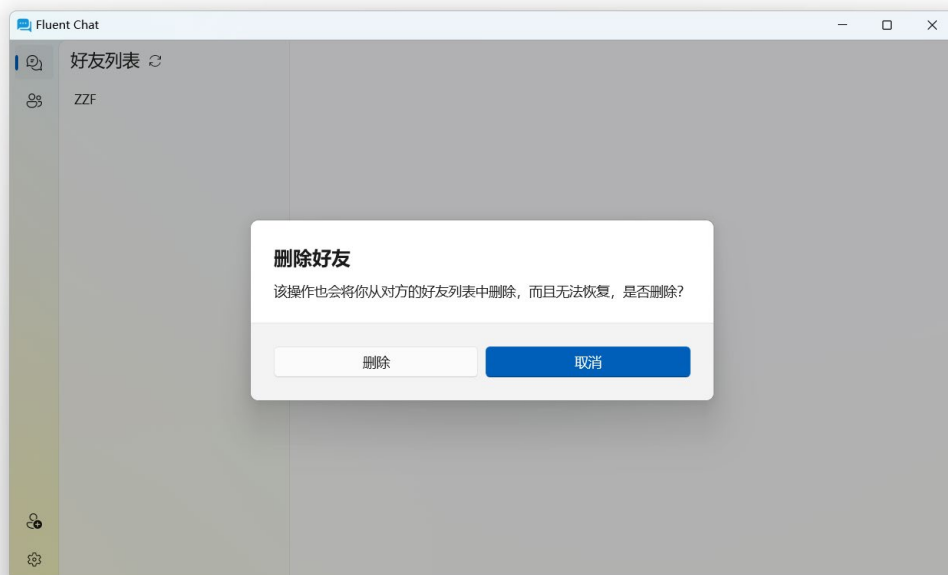 Fluent Chat
好友列表
ZZF
删除好友
该操作也会将你从对方的好友列表中删除，而且无法恢复，是否删除？
删除
取消